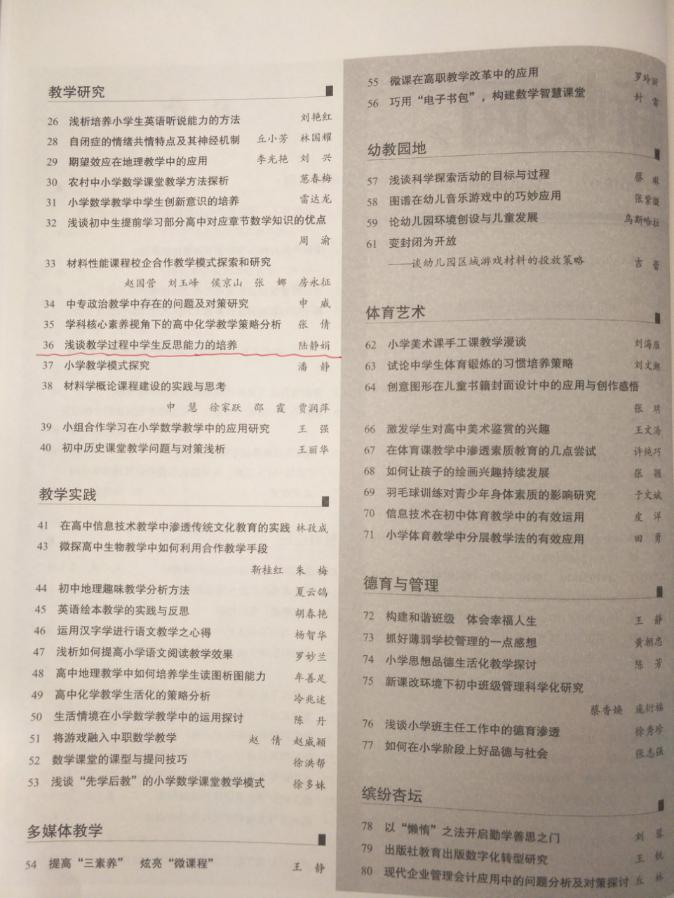 教学研究
26 浅析培养小学生英语听说能力的方法 刘艳红
28 自闭症的情绪共情特点及其神经机制 丘小芳 林国耀
29 期望效应在地理教学中的应用 李光艳 刘兴
30 农村中小学数学课堂教学方法探析 葸春梅
31 小学数学教学中学生创新意识的培养 雷达龙
32 浅谈初中生提前学习部分高中对应章节数学知识的优点
周渝
33 材料性能课程校企合作教学模式探索和研究
赵国营 刘玉峰 侯京山 张娜 房永征
34 中专政治教学中存在的问题及对策研究 申威
35 学科核心素养视角下的高中化学教学策略分析 张倩
36 浅谈教学过程中学生反思能力的培养 陆静娟
37 小学教学模式探究 潘静
38 材料学概论课程建设的实践与思考
申慧 徐家跃 邵霞 贾润萍
39 小组合作学习在小学数学教学中的应用研究 王强
40 初中历史课堂教学问题与对策浅析 王丽华
教学实践
41 在高中信息技术教学中渗透传统文化教育的实践 林孜成
43 微探高中生物教学中如何利用合作教学手段
靳桂红 朱梅
44 初中地理趣味教学分析方法 夏云鸽
45 英语绘本教学的实践与反思 胡春艳
46 运用汉字学进行语文教学之心得 杨智华
47 浅析如何提高小学语文阅读教学效果 罗妙兰
48 高中地理教学中如何培养学生读图析图能力 牟善足
49 高中化学教学生活化的策略分析 冷兆述
50 生活情境在小学数学教学中的运用探讨 陈丹
51 将游戏融入中职数学教学 赵倩 赵威颖
52 数学课堂的课型与提问技巧 徐洪帮
53 浅谈“先学后教”的小学数学课堂教学模式 徐多妹
多媒体教学
54 提高“三素养” 炫亮“微课程” 王静
55 微课在高职教学改革中的应用
56 巧用“电子书包”，构建数学智慧课堂
幼教园地
57 浅谈科学探索活动的目标与过程 蔡
58 图谱在幼儿音乐游戏中的巧妙应用 张
59 论幼儿园环境创设与儿童发展 乌斯哈拉
61 变封闭为开放
——谈幼儿园区域游戏材料的投放策略 吉
体育艺术
62 小学美术课手工课教学漫谈 刘海雁
63 试论中学生体育锻炼的习惯培养策略 刘文
64 创意图形在儿童书籍封面设计中的应用与创作感悟
张
66 激发学生对高中美术鉴赏的兴趣 王文涛
67 在体育课教学中渗透素质教育的几点尝试 许纯巧
68 如何让孩子的绘画兴趣持续发展 张
69 羽毛球训练对青少年身体素质的影响研究 于文斌
70 信息技术在初中体育教学中的有效运用 皮洋
71 小学体育教学中分层教学法的有效应用 田勇
德育与管理
72 构建和谐班级 体会幸福人生 王静
73 抓好薄弱学校管理的一点感想 黄朝忠
74 小学思想品德生活化教学探讨 陈芳
75 新课改环境下初中班级管理科学化研究
蔡香焕 庞衍福
76 浅谈小学班主任工作中的德育渗透 徐秀珍
77 如何在小学阶段上好品德与社会 张志强
缤纷杏坛
78 以“懒惰”之法开启勤学善思之门 刘蓉
79 出版社教育出版数字化转型研究 王
80 现代企业管理会计应用中的问题分析及对策探讨 丘林